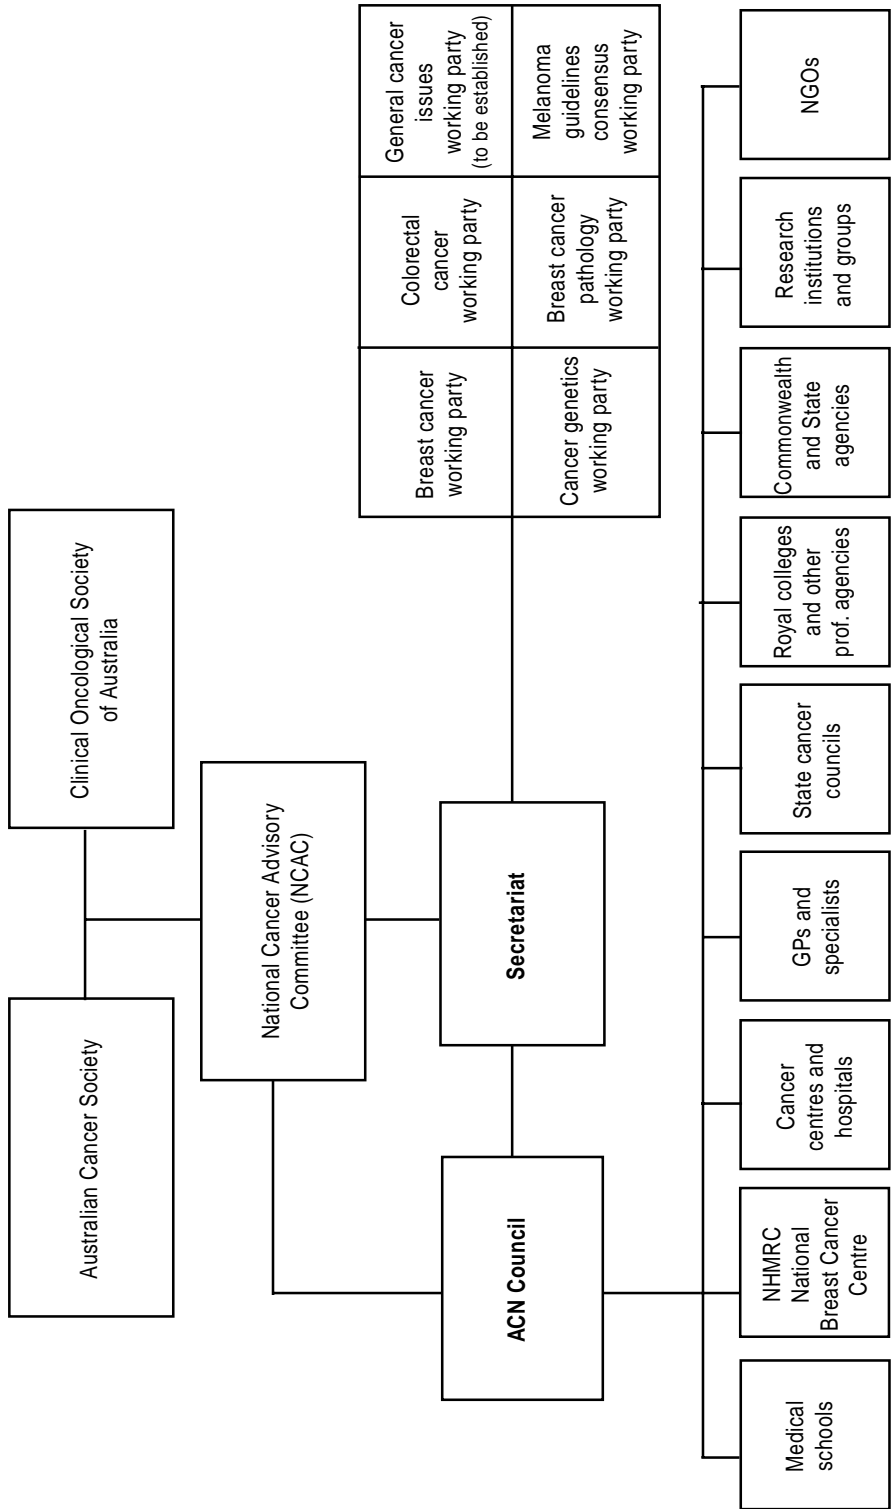 Australian Cancer Society
Clinical Oncological Society
of Australia
National Cancer Advisory
Committee (NCAC)
ACN Council
Secretariat
Breast cancer
working party
Colorectal
cancer
working party
General cancer
issues
working party
(to be established)
Cancer genetics
working party
Breast cancer
pathology
working party
Melanoma
guidelines
consensus
working party
Medical
schools
NHMRC
National
Breast Cancer
Centre
Cancer
centres and
hospitals
GPs and
specialists
State cancer
councils
Royal colleges
and other
prof. agencies
Commonwealth
and State
agencies
Research
institutions
and groups
NGOs